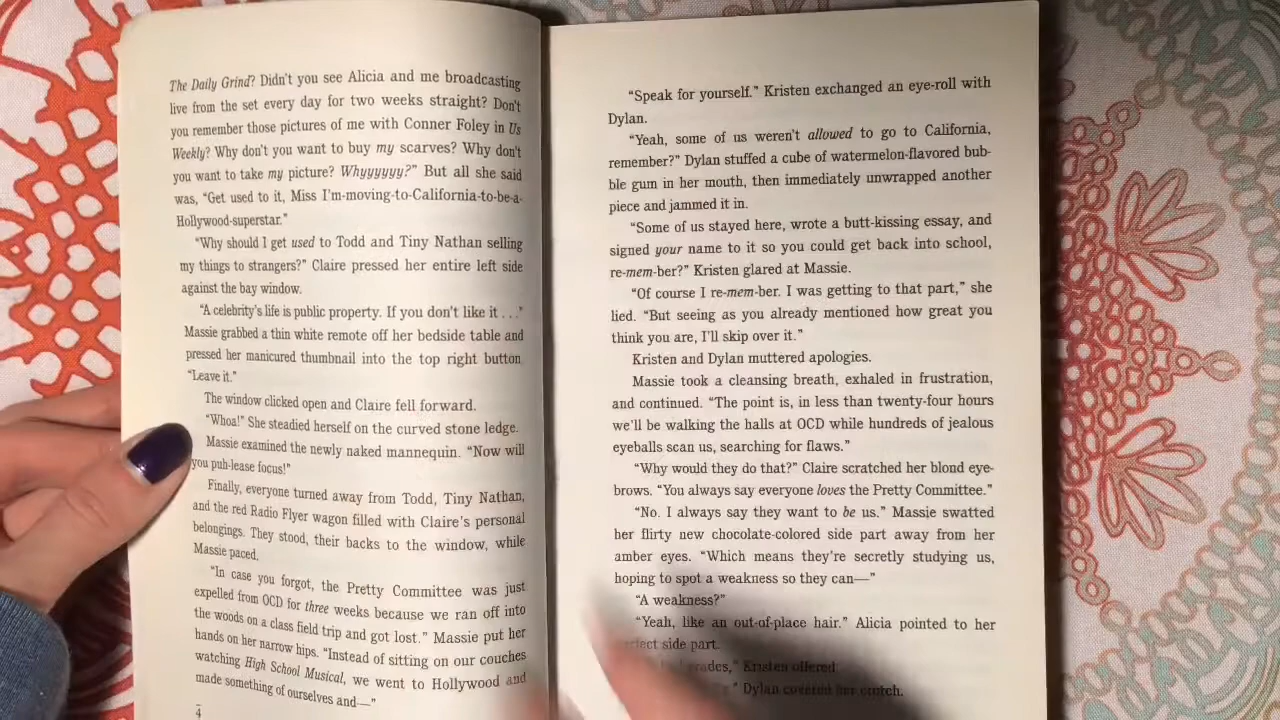 The Daily Grind? Didn't you see Alicia and me broadcasting
live from the set every day for two weeks straight? Don't
you remember those pictures of me with Conner Foley in Us
Weekly? Why don't you want to buy my scarves? Why don't
you want to take my picture? Whyyyyyy?" But all she said
was, "Get used to it, Miss I'm-moving-to-California-to-be-a-
Hollywood-superstar."
"Why should I get used to Todd and Tiny Nathan selling
my things to strangers?" Claire pressed her entire left side
against the bay window.
"A celebrity's life is public property. If you don't like it . . ."
Massie grabbed a thin white remote off her bedside table and
pressed her manicured thumbnail into the top right button.
"Leave it."
The window clicked open and Claire fell forward.
"Whoa!" She steadied herself on the curved stone ledge.
Massie examined the newly naked mannequin. "Now will
you puh-lease focus!"
Finally, everyone turned away from Todd, Tiny Nathan,
and the red Radio Flyer wagon filled with Claire's personal
belongings. They stood, their backs to the window, while
Massie paced.
"In case you forgot, the Pretty Committee was just
expelled from OCD for three weeks because we ran off into
the woods on a class field trip and got lost." Massie put her
hands on her narrow hips. "Instead of sitting on our couches
watching High School Musical, we went to Hollywood and
made something of ourselves and—"
4
"Speak for yourself." Kristen exchanged an eye-roll with
Dylan.
"Yeah, some of us weren't allowed to go to California,
remember?" Dylan stuffed a cube of watermelon-flavored bub-
ble gum in her mouth, then immediately unwrapped another
piece and jammed it in.
"Some of us stayed here, wrote a butt-kissing essay, and
signed your name to it so you could get back into school,
re-mem-ber?" Kristen glared at Massie.
"Of course I re-mem-ber. I was getting to that part," she
lied. "But seeing as you already mentioned how great you
think you are, I'll skip over it."
Kristen and Dylan muttered apologies.
Massie took a cleansing breath, exhaled in frustration,
and continued. "The point is, in less than twenty-four hours
we'll be walking the halls at OCD while hundreds of jealous
eyeballs scan us, searching for flaws."
"Why would they do that?" Claire scratched her blond eye-
brows. "You always say everyone loves the Pretty Committee."
"No. I always say they want to be us." Massie swatted
her flirty new chocolate-colored side part away from her
amber eyes. "Which means they're secretly studying us,
hoping to spot a weakness so they can—"
"A weakness?"
"Yeah, like an out-of-place hair." Alicia pointed to her
perfect side part.
grades," Kristen offered.
Dylan covered her crotch.